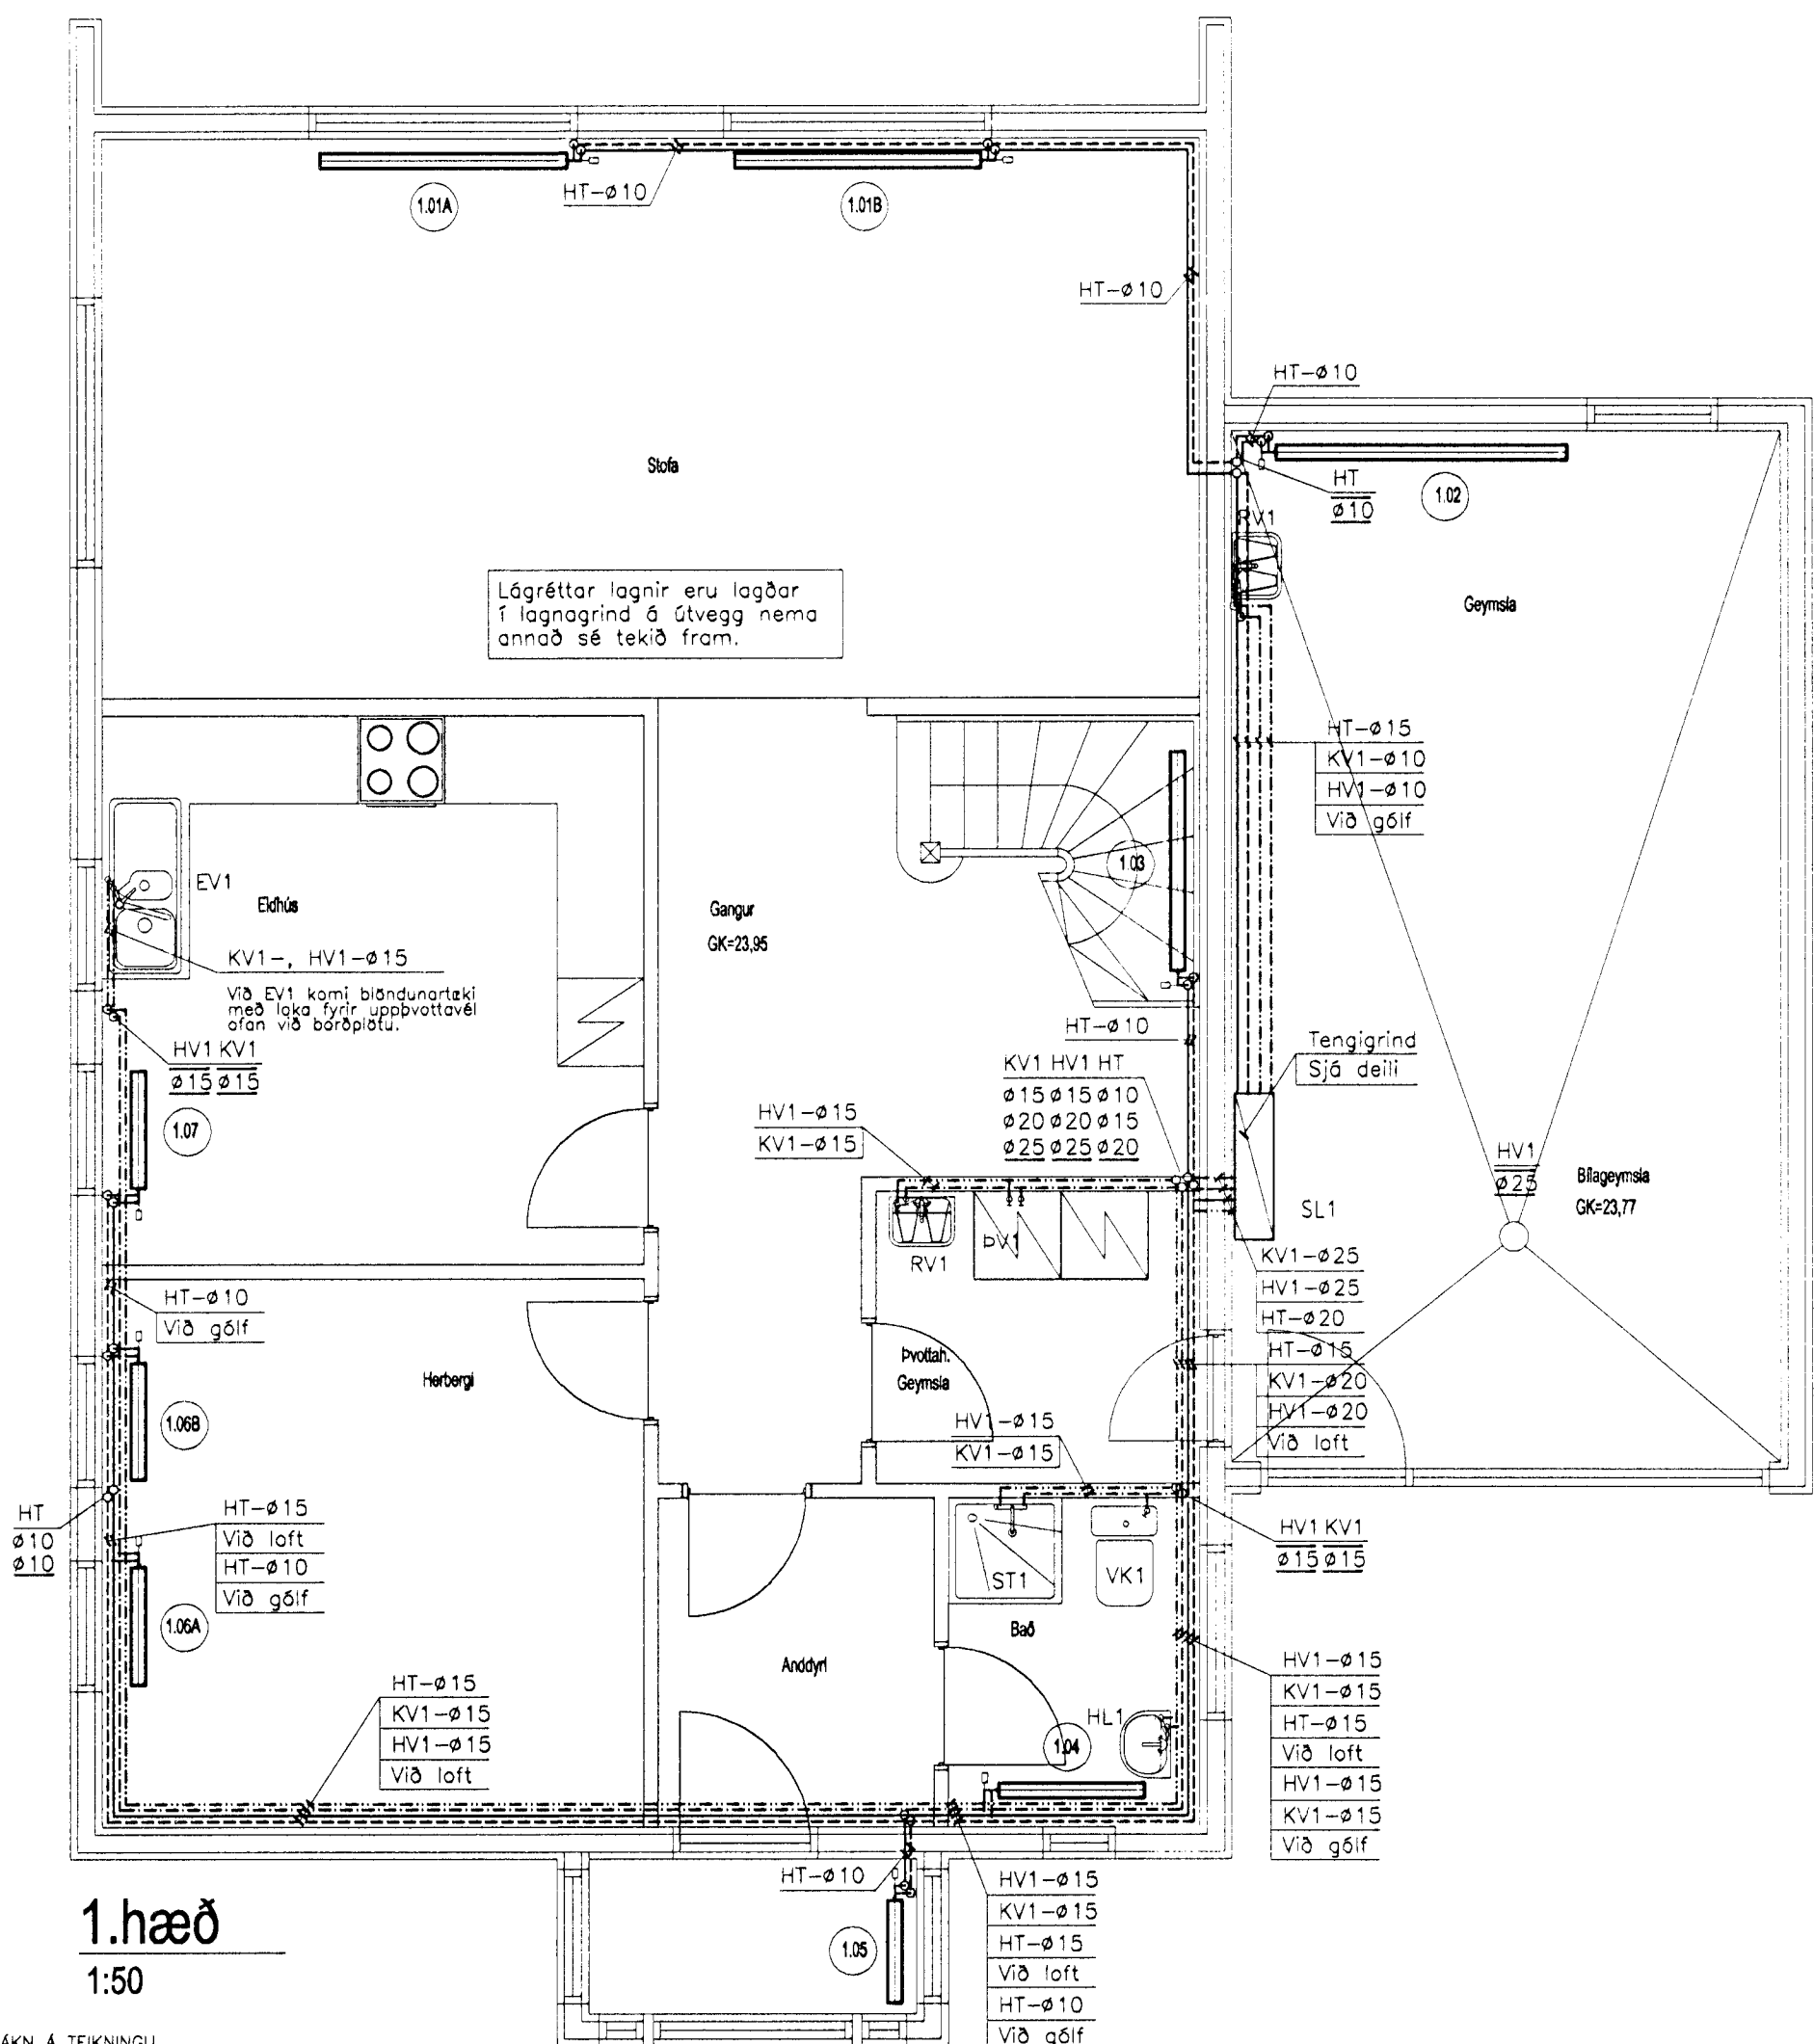 HT-ø10
1.01A
1.01B
HT-ø10
HT-ø10
HT
ø10
1.02
RV1
Stofa
Lágréttar lagnir eru lagðar
í lagnagrind á útvegg nema
annað sé tekið fram.
Geymsla
HT-ø15
KV1-ø10
HV1-ø10
Við gólf
EV1
Eldhús
KV1-, HV1-ø15
Við EV1 komi blöndunartæki
með loka fyrir uppþvottavél
ofan við borðplötu.
HV1 KV1
ø15 ø15
1.07
Gangur
GK=23,95
1.03
HT-ø10
KV1 HV1 HT
ø15 ø15 ø10
ø20 ø20 ø15
ø25 ø25 ø20
HV1-ø15
KV1-ø15
Tengigrind
Sjá deili
HV1
ø25
Bílageymsla
GK=23,77
SL1
RV1
ÞV1
KV1-ø25
HV1-ø25
HT-ø20
HT-ø15
KV1-ø20
HV1-ø20
Við loft
HT-ø10
Við gólf
Herbergi
1.06B
Þvottah.
Geymsla
HV1-ø15
KV1-ø15
HT
ø10
ø10
HT-ø15
Við loft
HT-ø10
Við gólf
1.06A
HV1 KV1
ø15 ø15
ST1
VK1
Bað
Anddyri
HL1
1.04
HT-ø15
KV1-ø15
HV1-ø15
Við loft
HV1-ø15
KV1-ø15
HT-ø15
Við loft
HV1-ø15
KV1-ø15
Við gólf
HT-ø10
1.05
HV1-ø15
KV1-ø15
HT-ø15
Við loft
HT-ø10
Við gólf
1.hæð
1:50
ÁKN Á TEIKNINGU